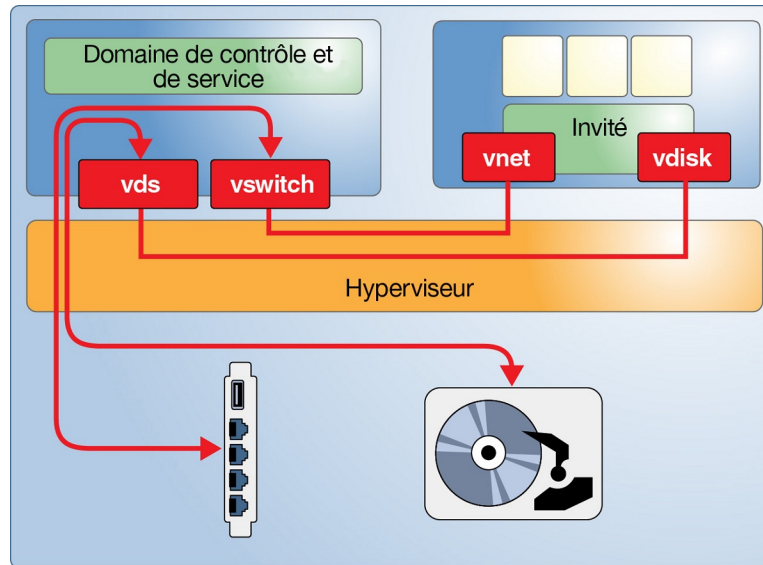 Domaine de contrôle et
de service
Invité
vds
vswitch
vnet
vdisk
Hyperviseur